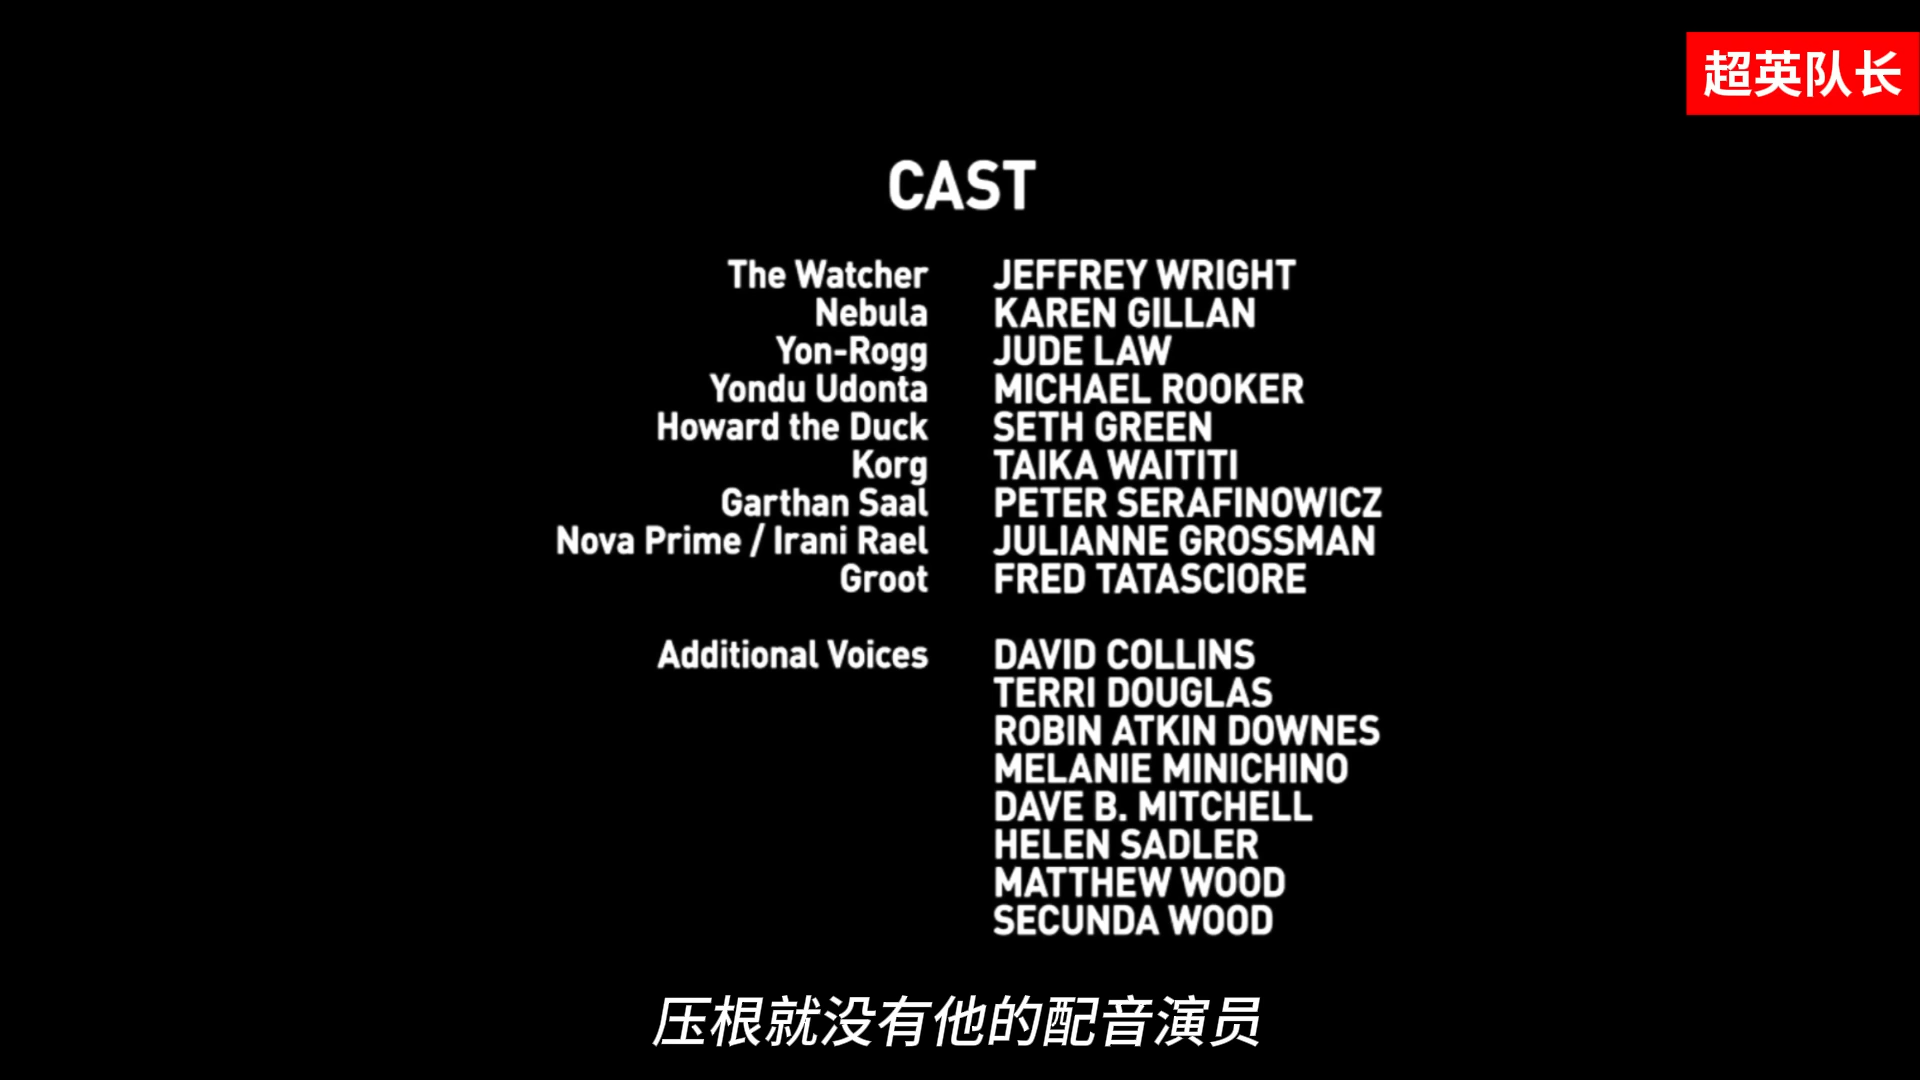 超英队长
CAST
The Watcher JEFFREY WRIGHT
Nebula KAREN GILLAN
Yon-Rogg JUDE LAW
Yondu Udonta MICHAEL ROOKER
Howard the Duck SETH GREEN
Korg TAIKA WAITITI
Garthan Saal PETER SERAFINOWICZ
Nova Prime / Irani Rael JULIANNE GROSSMAN
Groot FRED TATASCIORE
Additional Voices DAVID COLLINS
TERRI DOUGLAS
ROBIN ATKIN DOWNES
MELANIE MINICHINO
DAVE B. MITCHELL
HELEN SADLER
MATTHEW WOOD
SECUNDA WOOD
压根就没有他的配音演员